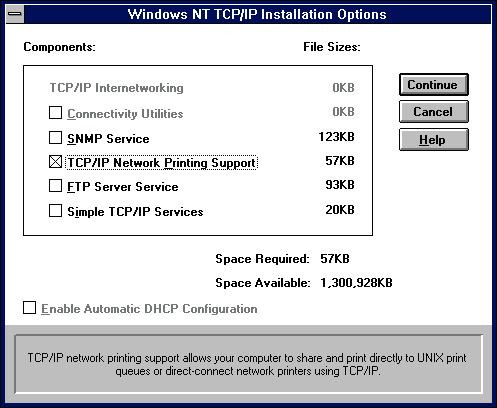 Windows NT TCP/IP Installation Options
Components: File Sizes:
TCP/IP Internetworking 0KB
Connectivity Utilities 0KB
SNMP Service 123KB
TCP/IP Network Printing Support 57KB
FTP Server Service 93KB
Simple TCP/IP Services 20KB
Continue
Cancel
Help
Space Required: 57KB
Space Available: 1,300,928KB
Enable Automatic DHCP Configuration
TCP/IP network printing support allows your computer to share and print directly to UNIX print
queues or direct-connect network printers using TCP/IP.